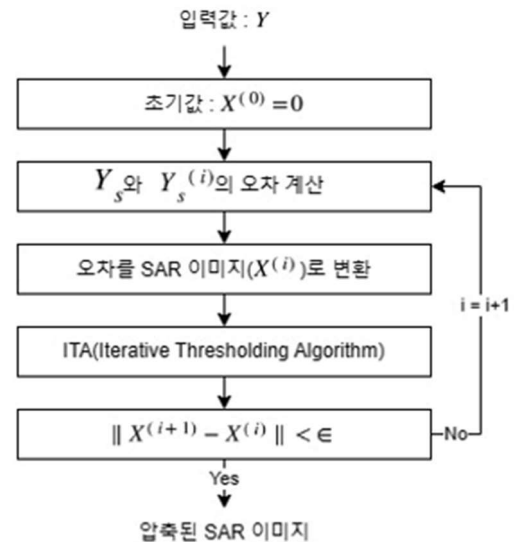 입력값 : Y
초기값 : X⁽⁰⁾ =0
Yₛ와 Yₛ⁽ⁱ⁾의 오차 계산
오차를 SAR 이미지(X⁽ⁱ⁾)로 변환
i = i+1
ITA(Iterative Thresholding Algorithm)
‖ X⁽ⁱ⁺¹⁾ − X⁽ⁱ⁾ ‖ < ∈
No
Yes
압축된 SAR 이미지